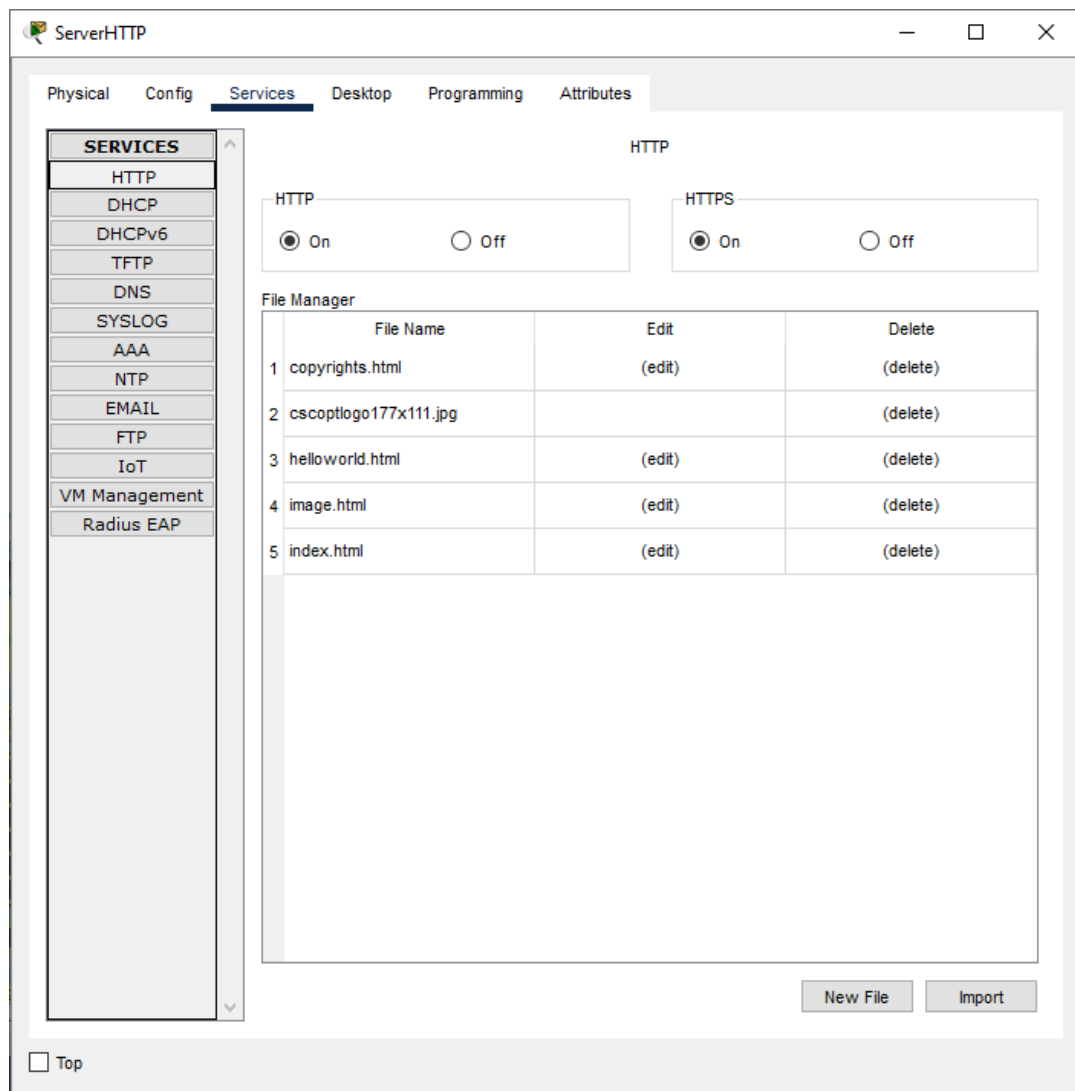 ServerHTTP
Physical Config Services Desktop Programming Attributes
SERVICES
HTTP
DHCP
DHCPv6
TFTP
DNS
SYSLOG
AAA
NTP
EMAIL
FTP
IoT
VM Management
Radius EAP
HTTP
HTTP
On Off
HTTPS
On Off
File Manager
File Name Edit Delete
1 copyrights.html (edit) (delete)
2 cscoptlogo177x111.jpg (delete)
3 helloworld.html (edit) (delete)
4 image.html (edit) (delete)
5 index.html (edit) (delete)
New File Import
Top